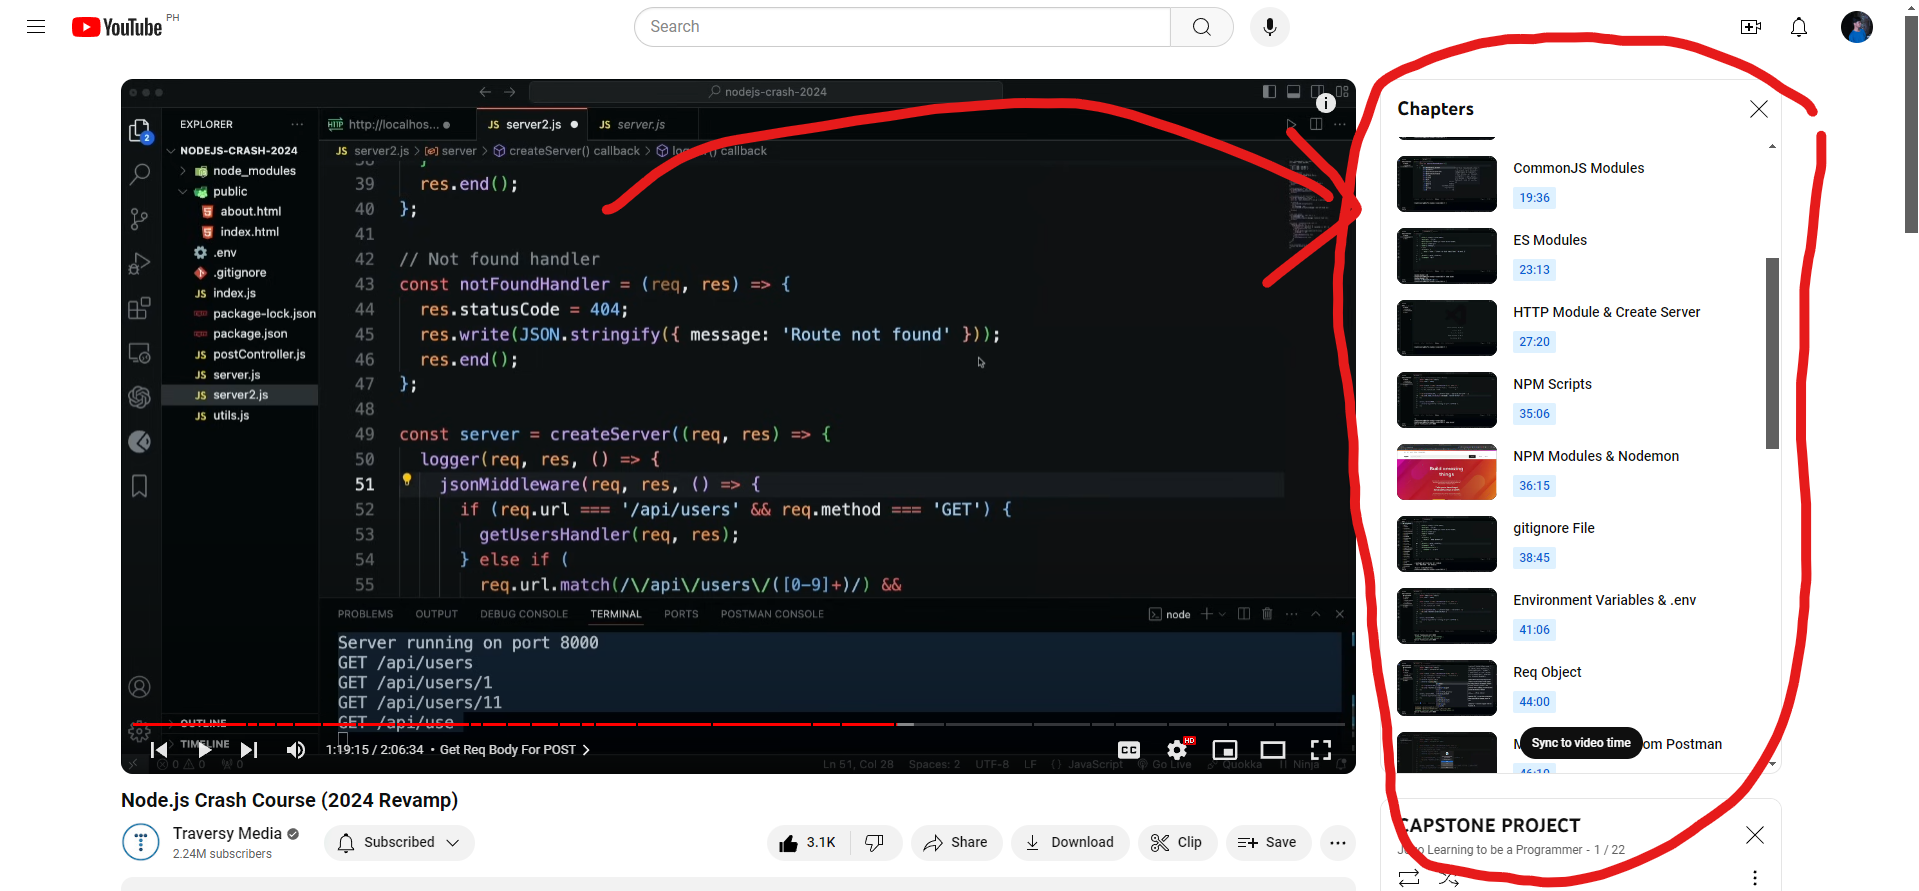 YouTube PH
Search
nodejs-crash-2024
EXPLORER
NODEJS-CRASH-2024
node_modules
public
about.html
index.html
.env
.gitignore
index.js
package-lock.json
package.json
postController.js
server.js
server2.js
utils.js
OUTLINE
TIMELINE
http://localhos...
JS server2.js
JS server.js
JS server2.js > server > createServer() callback > callback
38 }
39 res.end();
40 };
41
42 // Not found handler
43 const notFoundHandler = (req, res) => {
44 res.statusCode = 404;
45 res.write(JSON.stringify({ message: 'Route not found' }));
46 res.end();
47 };
48
49 const server = createServer((req, res) => {
50 logger(req, res, () => {
51 jsonMiddleware(req, res, () => {
52 if (req.url === '/api/users' && req.method === 'GET') {
53 getUsersHandler(req, res);
54 } else if (
55 req.url.match(/\/api\/users\/([0-9]+)/) &&
PROBLEMS OUTPUT DEBUG CONSOLE TERMINAL PORTS POSTMAN CONSOLE
node
Server running on port 8000
GET /api/users
GET /api/users/1
GET /api/users/11
GET /api/use
1:19:15 / 2:06:34 • Get Req Body For POST >
CC
HD
Ln 51, Col 28 Spaces: 2 UTF-8 LF {} JavaScript Go Live Quokka Ninja
Node.js Crash Course (2024 Revamp)
Traversy Media
2.24M subscribers
Subscribed
3.1K
Share
Download
Clip
Save
Chapters
CommonJS Modules
19:36
ES Modules
23:13
HTTP Module & Create Server
27:20
NPM Scripts
35:06
NPM Modules & Nodemon
36:15
gitignore File
38:45
Environment Variables & .env
41:06
Req Object
44:00
Sync to video time
om Postman
46:19
CAPSTONE PROJECT
Learning to be a Programmer - 1 / 22